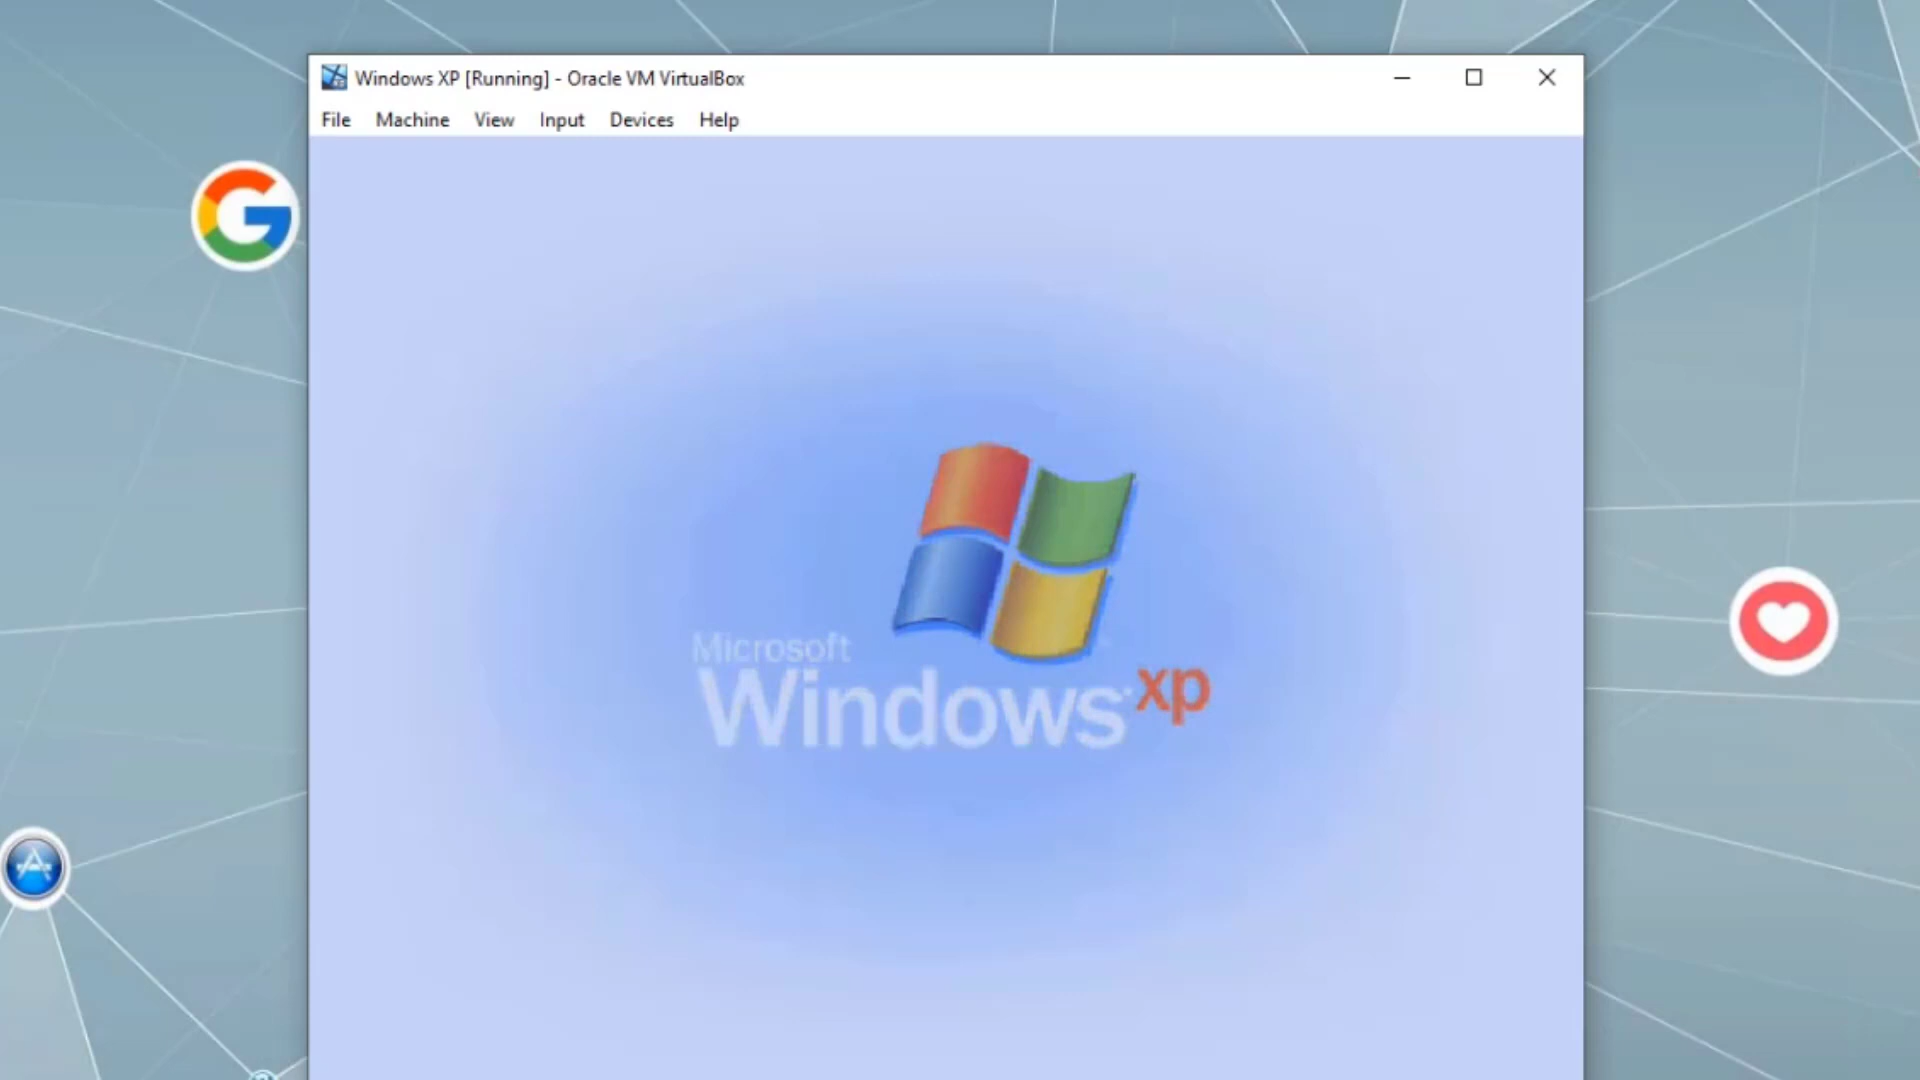 Windows XP [Running] - Oracle VM VirtualBox
File Machine View Input Devices Help
Microsoft
Windows xp